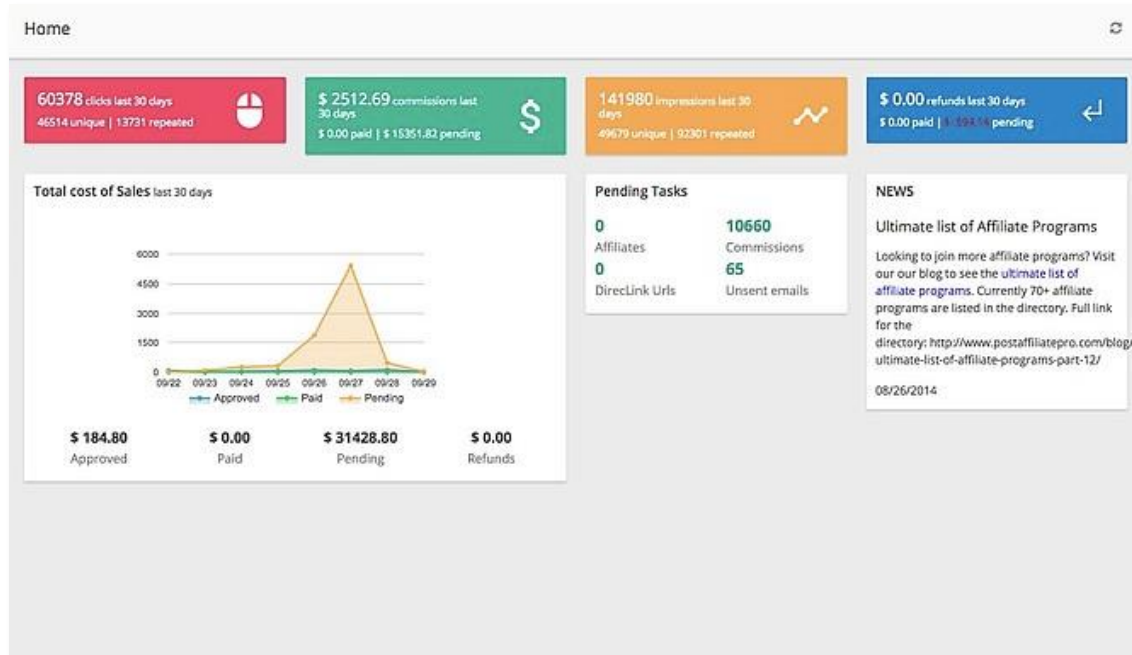 Home
60378 clicks last 30 days
46514 unique | 13731 repeated
$ 2512.69 commissions last
30 days
$ 0.00 paid | $ 15351.82 pending
141980 impressions last 30
days
49679 unique | 92301 repeated
$ 0.00 refunds last 30 days
$ 0.00 paid | pending
Total cost of Sales last 30 days
6000
4500
3000
1500
0
09/22 09/23 09/24 09/25 09/26 09/27 09/28 09/29
Approved Paid Pending
$ 184.80 $ 0.00 $ 31428.80 $ 0.00
Approved Paid Pending Refunds
Pending Tasks
0 10660
Affiliates Commissions
0 65
DirecLink Urls Unsent emails
NEWS
Ultimate list of Affiliate Programs
Looking to join more affiliate programs? Visit
our our blog to see the ultimate list of
affiliate programs. Currently 70+ affiliate
programs are listed in the directory. Full link
for the
directory: http://www.postaffiliatepro.com/blog/
ultimate-list-of-affiliate-programs-part-12/
08/26/2014